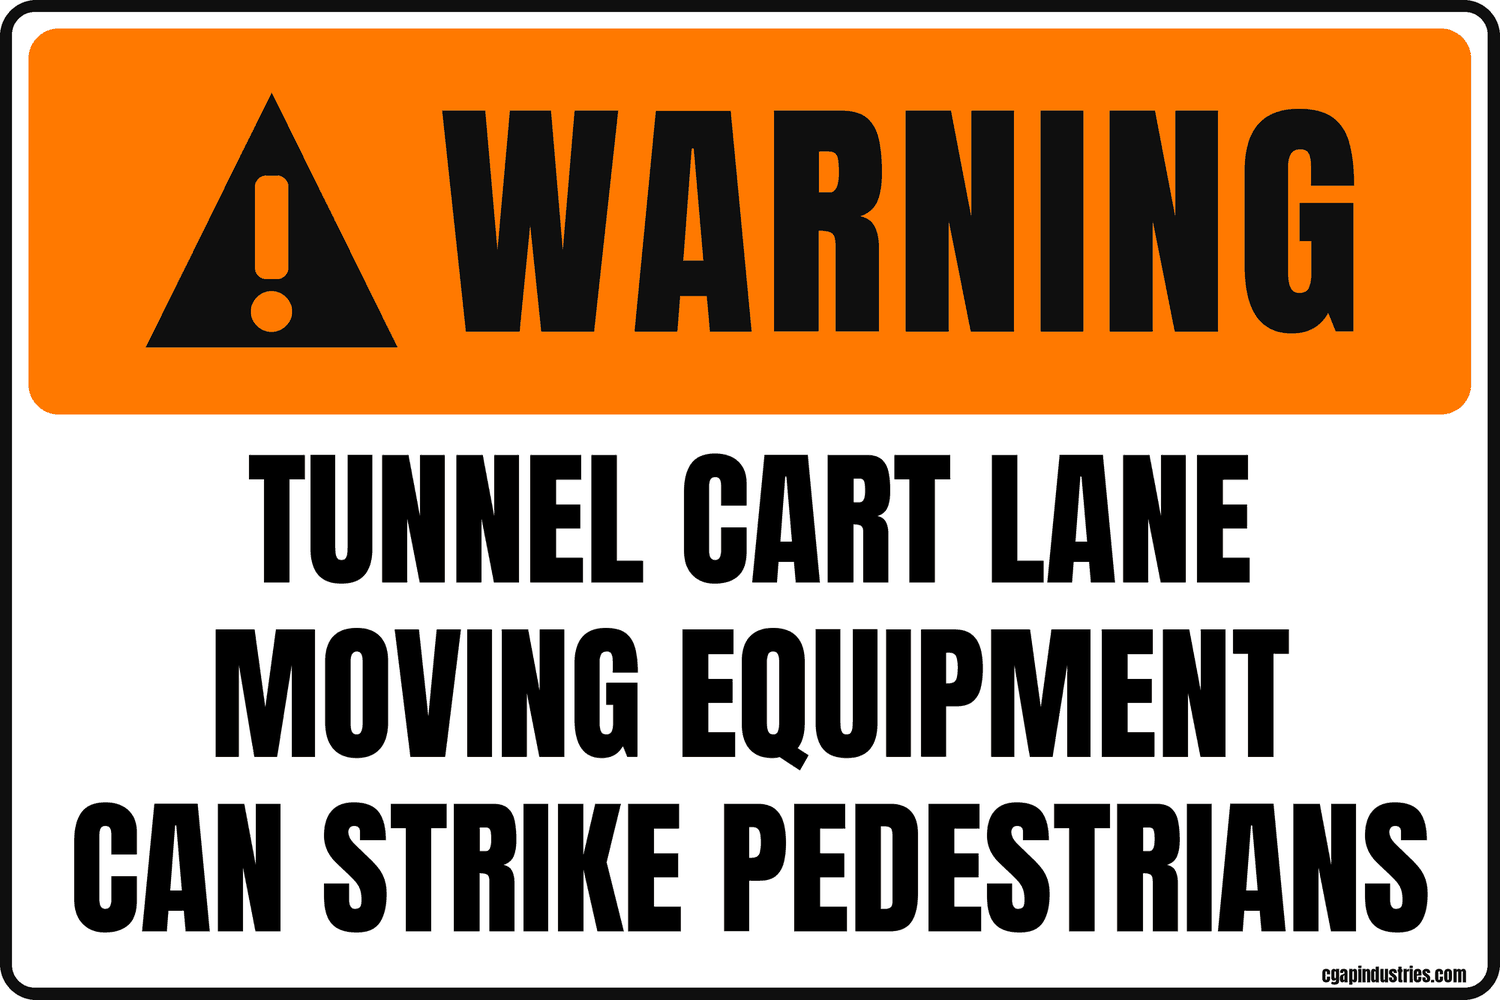 WARNING
TUNNEL CART LANE
MOVING EQUIPMENT
CAN STRIKE PEDESTRIANS
cgapindustries.com